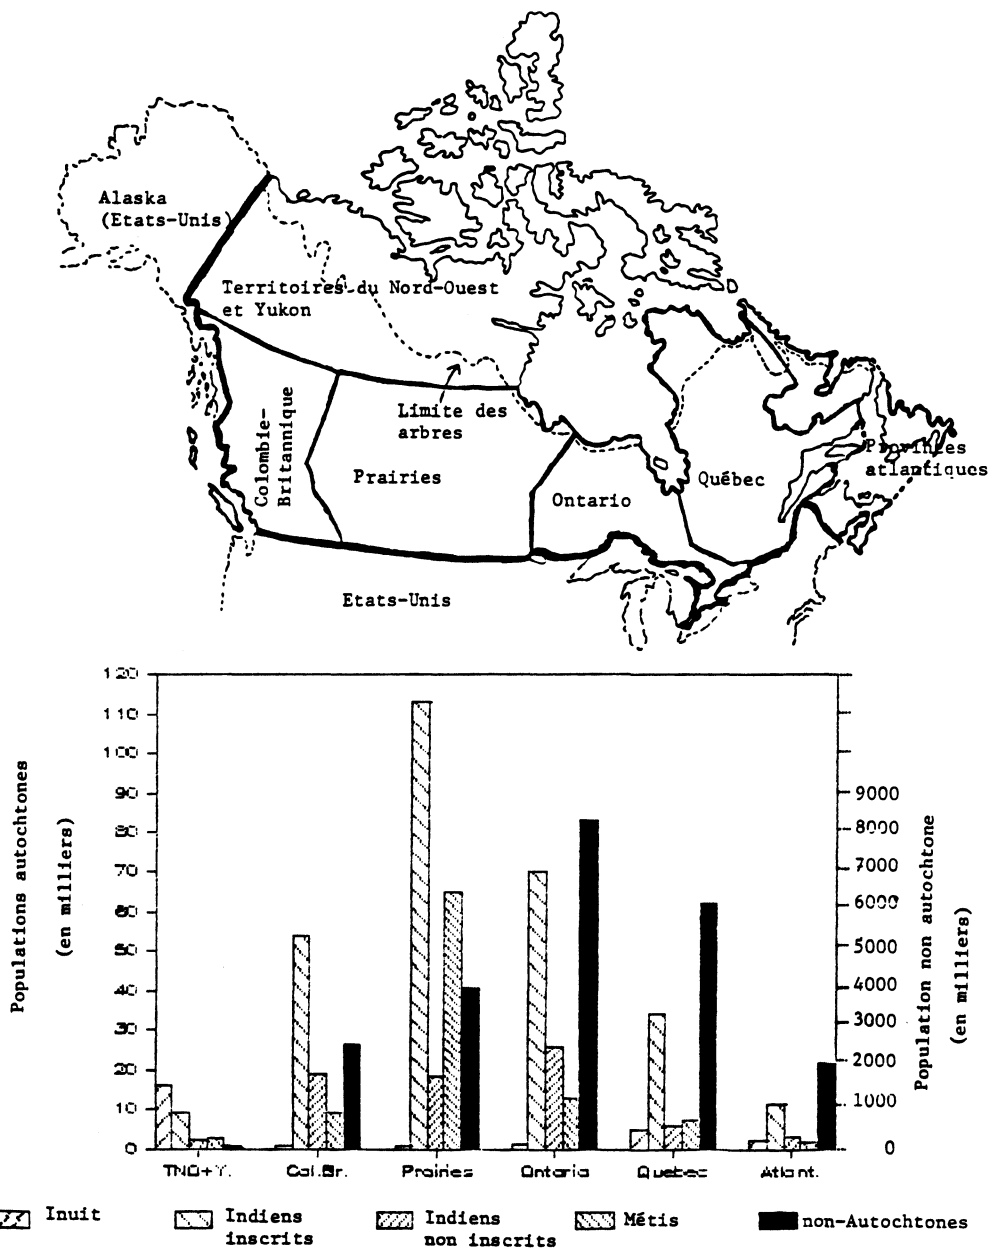 Alaska
(Etats-Unis)
Territoires du Nord-Ouest
et Yukon
Limite des
arbres
Colombie-
Britannique
Prairies
Ontario
Québec
Provinces
atlantiques
Etats-Unis
Populations autochtones
(en milliers)
120
110
100
90
80
70
60
50
40
30
20
10
0
9000
8000
7000
6000
5000
4000
3000
2000
1000
0
Population non autochtone
(en milliers)
TNO+Y.
Col.Br.
Prairies
Ontario
Quebec
Atlant.
Inuit
Indiens
inscrits
Indiens
non inscrits
Métis
non-Autochtones